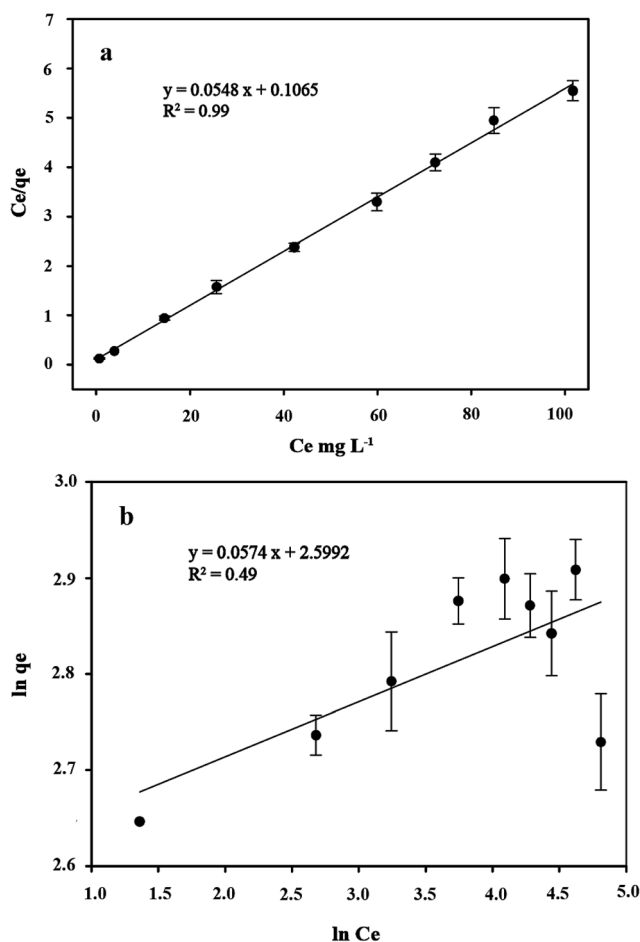 7
a
6
y = 0.0548 x + 0.1065
R² = 0.99
5
4
Ce/qe
3
2
1
0
0 20 40 60 80 100
Ce mg L⁻¹
3.0
b
y = 0.0574 x + 2.5992
R² = 0.49
2.9
2.8
ln qe
2.7
2.6
1.0 1.5 2.0 2.5 3.0 3.5 4.0 4.5 5.0
ln Ce